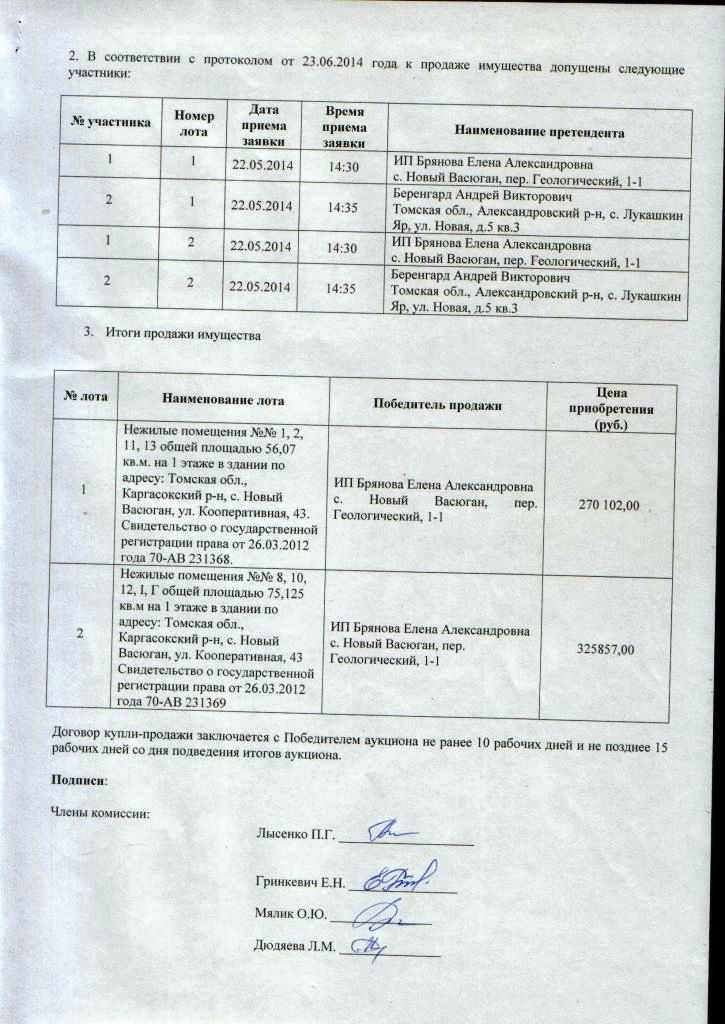 2. В соответствии с протоколом от 23.06.2014 года к продаже имущества допущены следующие
участники:
№ участника
Номер
лота
Дата
приема
заявки
Время
приема
заявки
Наименование претендента
1
1
22.05.2014
14:30
ИП Брянова Елена Александровна
с. Новый Васюган, пер. Геологический, 1-1
2
1
22.05.2014
14:35
Беренгард Андрей Викторович
Томская обл., Александровский р-н, с. Лукашкин
Яр, ул. Новая, д.5 кв.3
1
2
22.05.2014
14:30
ИП Брянова Елена Александровна
с. Новый Васюган, пер. Геологический, 1-1
2
2
22.05.2014
14:35
Беренгард Андрей Викторович
Томская обл., Александровский р-н, с. Лукашкин
Яр, ул. Новая, д.5 кв.3
3. Итоги продажи имущества
№ лота
Наименование лота
Победитель продажи
Цена
приобретения
(руб.)
1
Нежилые помещения №№ 1, 2,
11, 13 общей площадью 56,07
кв.м. на 1 этаже в здании по
адресу: Томская обл.,
Каргасокский р-н, с. Новый
Васюган, ул. Кооперативная, 43.
Свидетельство о государственной
регистрации права от 26.03.2012
года 70-АВ 231368.
ИП Брянова Елена Александровна
с. Новый Васюган, пер.
Геологический, 1-1
270 102,00
2
Нежилые помещения №№ 8, 10,
12, I, Г общей площадью 75,125
кв.м на 1 этаже в здании по
адресу: Томская обл.,
Каргасокский р-н, с. Новый
Васюган, ул. Кооперативная, 43
Свидетельство о государственной
регистрации права от 26.03.2012
года 70-АВ 231369
ИП Брянова Елена Александровна
с. Новый Васюган, пер.
Геологический, 1-1
325857,00
Договор купли-продажи заключается с Победителем аукциона не ранее 10 рабочих дней и не позднее 15
рабочих дней со дня подведения итогов аукциона.
Подписи:
Члены комиссии:
Лысенко П.Г.
Гринкевич Е.Н.
Мялик О.Ю.
Дюдяева Л.М.